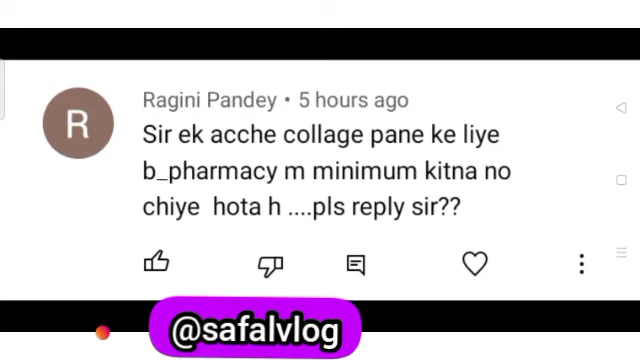 R
Ragini Pandey • 5 hours ago
Sir ek acche collage pane ke liye
b_pharmacy m minimum kitna no
chiye hota h ....pls reply sir??
@safalvlog